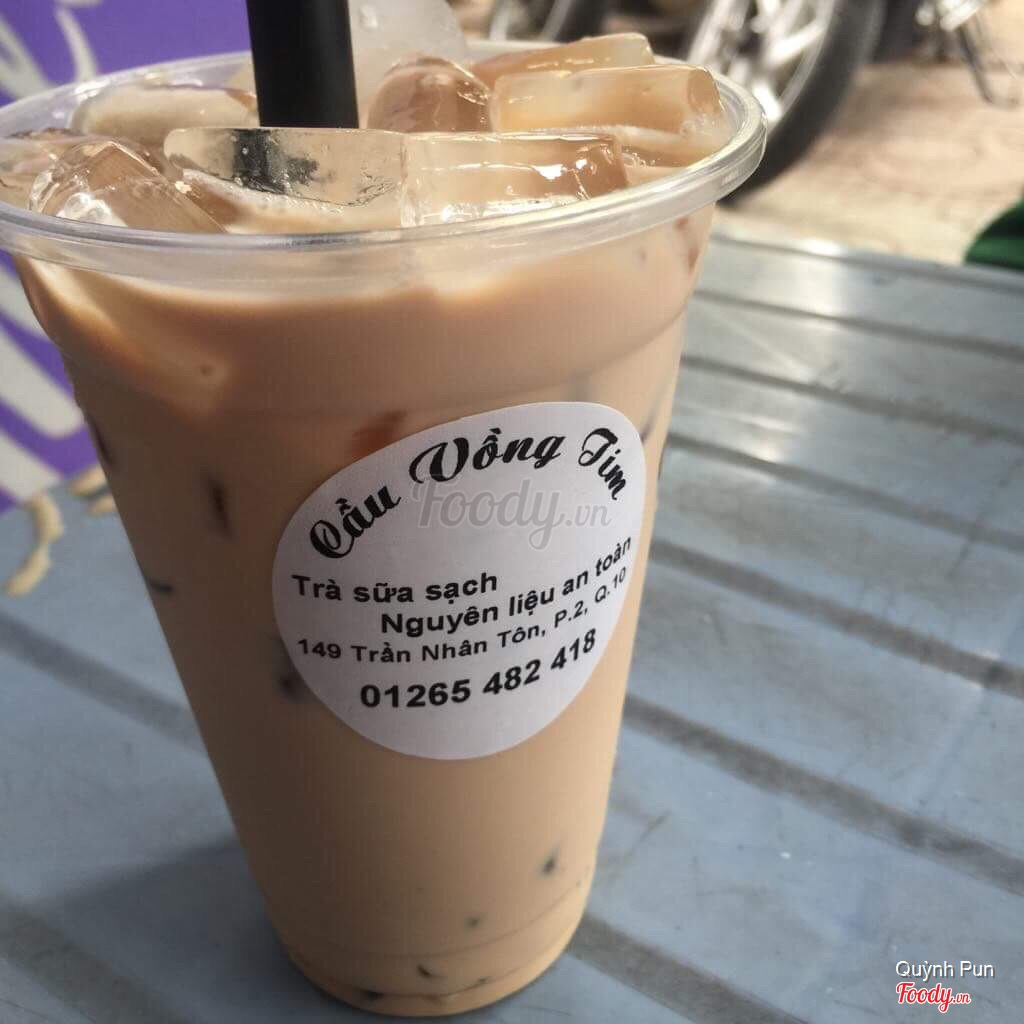 Cầu Vồng Tím
Foody.vn
Trà sữa sạch
Nguyên liệu an toàn
149 Trần Nhân Tôn, P.2, Q.10
01265 482 418
Quỳnh Pun
Foody.vn